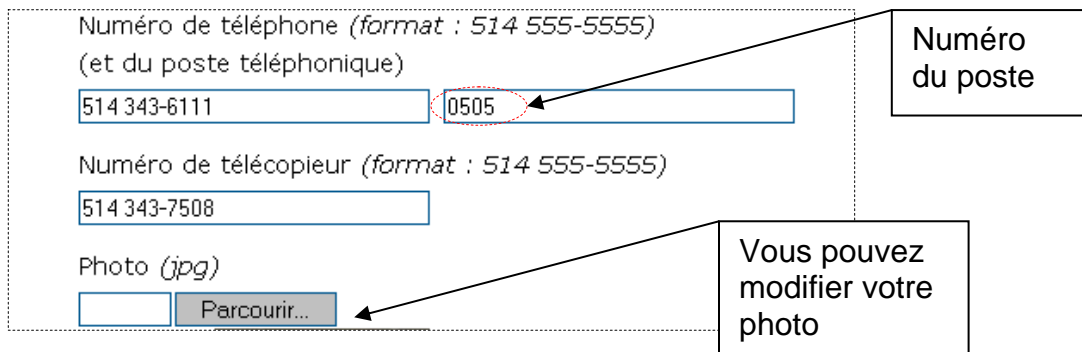 Numéro de téléphone (format : 514 555-5555)
(et du poste téléphonique)
514 343-6111
0505
Numéro
du poste
Numéro de télécopieur (format : 514 555-5555)
514 343-7508
Photo (jpg)
Parcourir...
Vous pouvez
modifier votre
photo